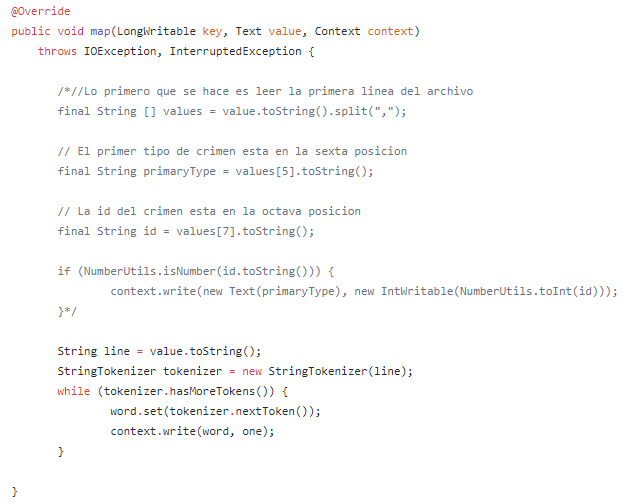 @Override
public void map(LongWritable key, Text value, Context context)
    throws IOException, InterruptedException {

       /*//Lo primero que se hace es leer la primera linea del archivo
       final String [] values = value.toString().split(",");

       // El primer tipo de crimen esta en la sexta posicion
       final String primaryType = values[5].toString();

       // La id del crimen esta en la octava posicion
       final String id = values[7].toString();

       if (NumberUtils.isNumber(id.toString())) {
               context.write(new Text(primaryType), new IntWritable(NumberUtils.toInt(id)));
       }*/

       String line = value.toString();
       StringTokenizer tokenizer = new StringTokenizer(line);
       while (tokenizer.hasMoreTokens()) {
               word.set(tokenizer.nextToken());
               context.write(word, one);
       }

}